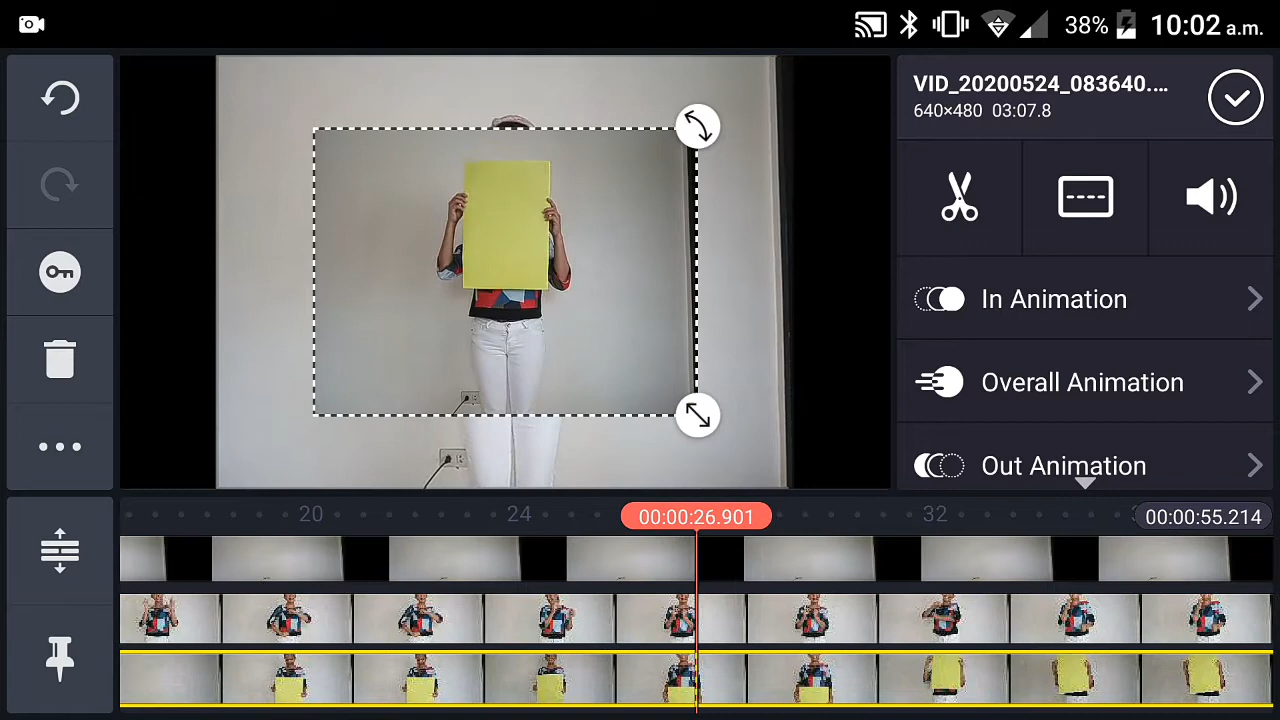 38% 10:02 a.m.
VID_20200524_083640.…
640×480 03:07.8
In Animation
Overall Animation
Out Animation
20 24 00:00:26.901 32 00:00:55.214